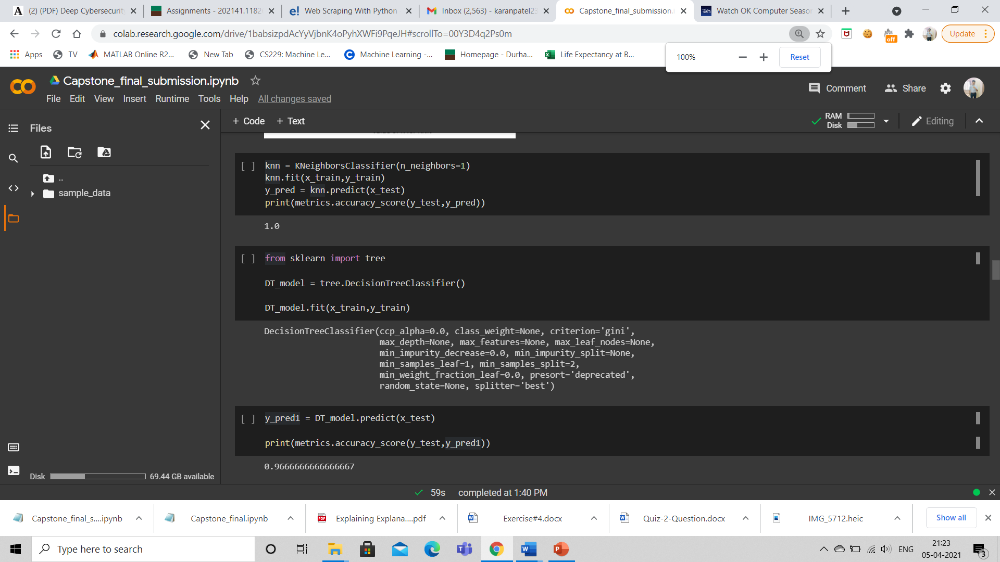 (2) (PDF) Deep Cybersecurity
Assignments - 202141.1182
Web Scraping With Python
Inbox (2,563) - karanpatel23
Capstone_final_submission.i
Watch OK Computer Season
colab.research.google.com/drive/1babsizpdAcYyVjbnK4oPyhXWFi9PqeJH#scrollTo=00Y3D4q2Ps0m
off
Update
Apps
TV
MATLAB Online R2...
New Tab
CS229: Machine Le...
Machine Learning -...
Homepage - Durha...
Life Expectancy at B...
100%
Reset
Capstone_final_submission.ipynb
Comment
Share
File Edit View Insert Runtime Tools Help All changes saved
Files
+ Code + Text
RAM
Disk
Editing
..
sample_data
[ ] knn = KNeighborsClassifier(n_neighbors=1)
knn.fit(x_train,y_train)
y_pred = knn.predict(x_test)
print(metrics.accuracy_score(y_test,y_pred))
1.0
[ ] from sklearn import tree
DT_model = tree.DecisionTreeClassifier()
DT_model.fit(x_train,y_train)
DecisionTreeClassifier(ccp_alpha=0.0, class_weight=None, criterion='gini',
max_depth=None, max_features=None, max_leaf_nodes=None,
min_impurity_decrease=0.0, min_impurity_split=None,
min_samples_leaf=1, min_samples_split=2,
min_weight_fraction_leaf=0.0, presort='deprecated',
random_state=None, splitter='best')
[ ] y_pred1 = DT_model.predict(x_test)
print(metrics.accuracy_score(y_test,y_pred1))
0.9666666666666667
Disk
69.44 GB available
59s completed at 1:40 PM
Capstone_final_s....ipynb
Capstone_final.ipynb
Explaining Explana....pdf
Exercise#4.docx
Quiz-2-Question.docx
IMG_5712.heic
Show all
Type here to search
ENG
21:23
05-04-2021
3